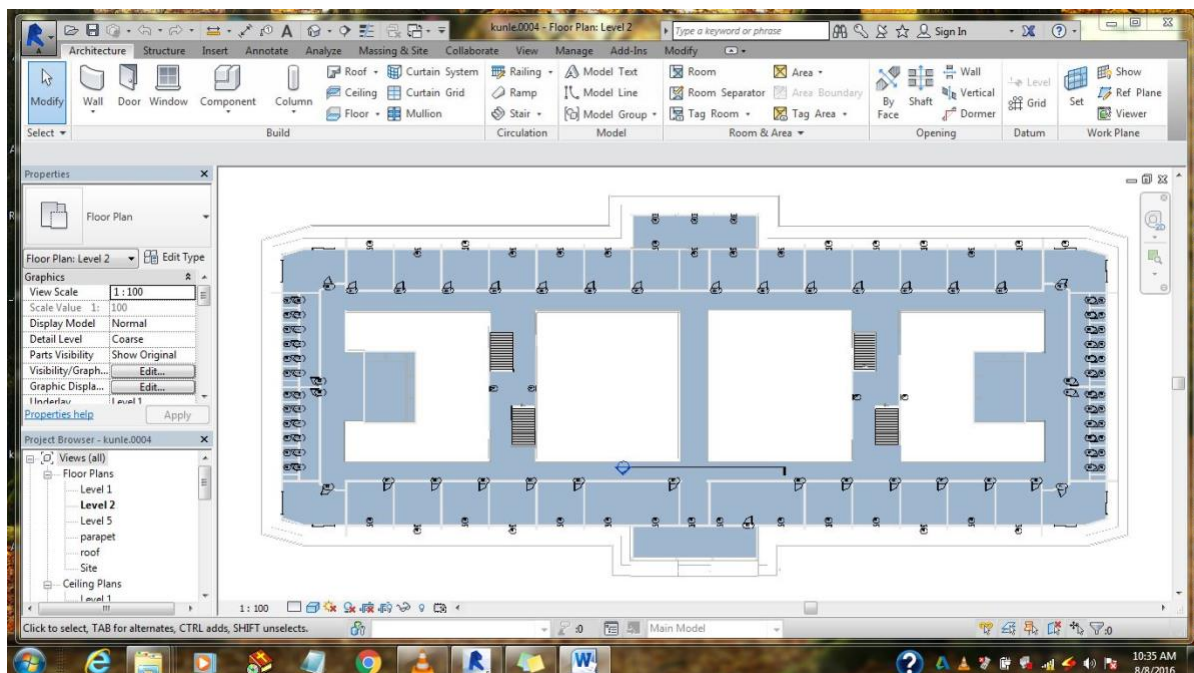 kunle.0004 - Floor Plan: Level 2
Type a keyword or phrase
Sign In
Architecture Structure Insert Annotate Analyze Massing & Site Collaborate View Manage Add-Ins Modify
Modify
Wall
Door
Window
Component
Column
Roof
Ceiling
Floor
Curtain System
Curtain Grid
Mullion
Railing
Ramp
Stair
Model Text
Model Line
Model Group
Room
Room Separator
Tag Room
Area
Area Boundary
Tag Area
By Face
Shaft
Wall
Vertical
Dormer
Level
Grid
Set
Show
Ref Plane
Viewer
Select Build Circulation Model Room & Area Opening Datum Work Plane
Properties
Floor Plan
Floor Plan: Level 2 Edit Type
Graphics
View Scale 1 : 100
Scale Value 1: 100
Display Model Normal
Detail Level Coarse
Parts Visibility Show Original
Visibility/Graph... Edit...
Graphic Displa... Edit...
Underlay Level 1
Properties help Apply
Project Browser - kunle.0004
Views (all)
Floor Plans
Level 1
Level 2
Level 5
parapet
roof
Site
Ceiling Plans
Level 1
2D
1 : 100
Click to select, TAB for alternates, CTRL adds, SHIFT unselects.
:0
Main Model
:0
10:35 AM
8/8/2016